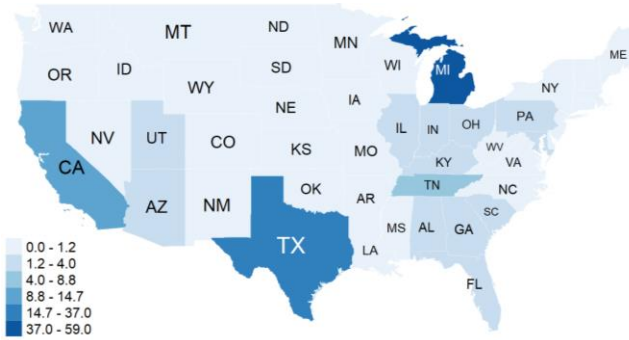 WA
MT
ND
MN
ME
OR
ID
SD
WI
MI
NY
WY
IA
NE
PA
NV
UT
CO
IL
IN
OH
KS
MO
KY
WV
VA
CA
AZ
NM
OK
AR
TN
NC
TX
LA
MS
AL
GA
SC
FL
0.0 - 1.2
1.2 - 4.0
4.0 - 8.8
8.8 - 14.7
14.7 - 37.0
37.0 - 59.0